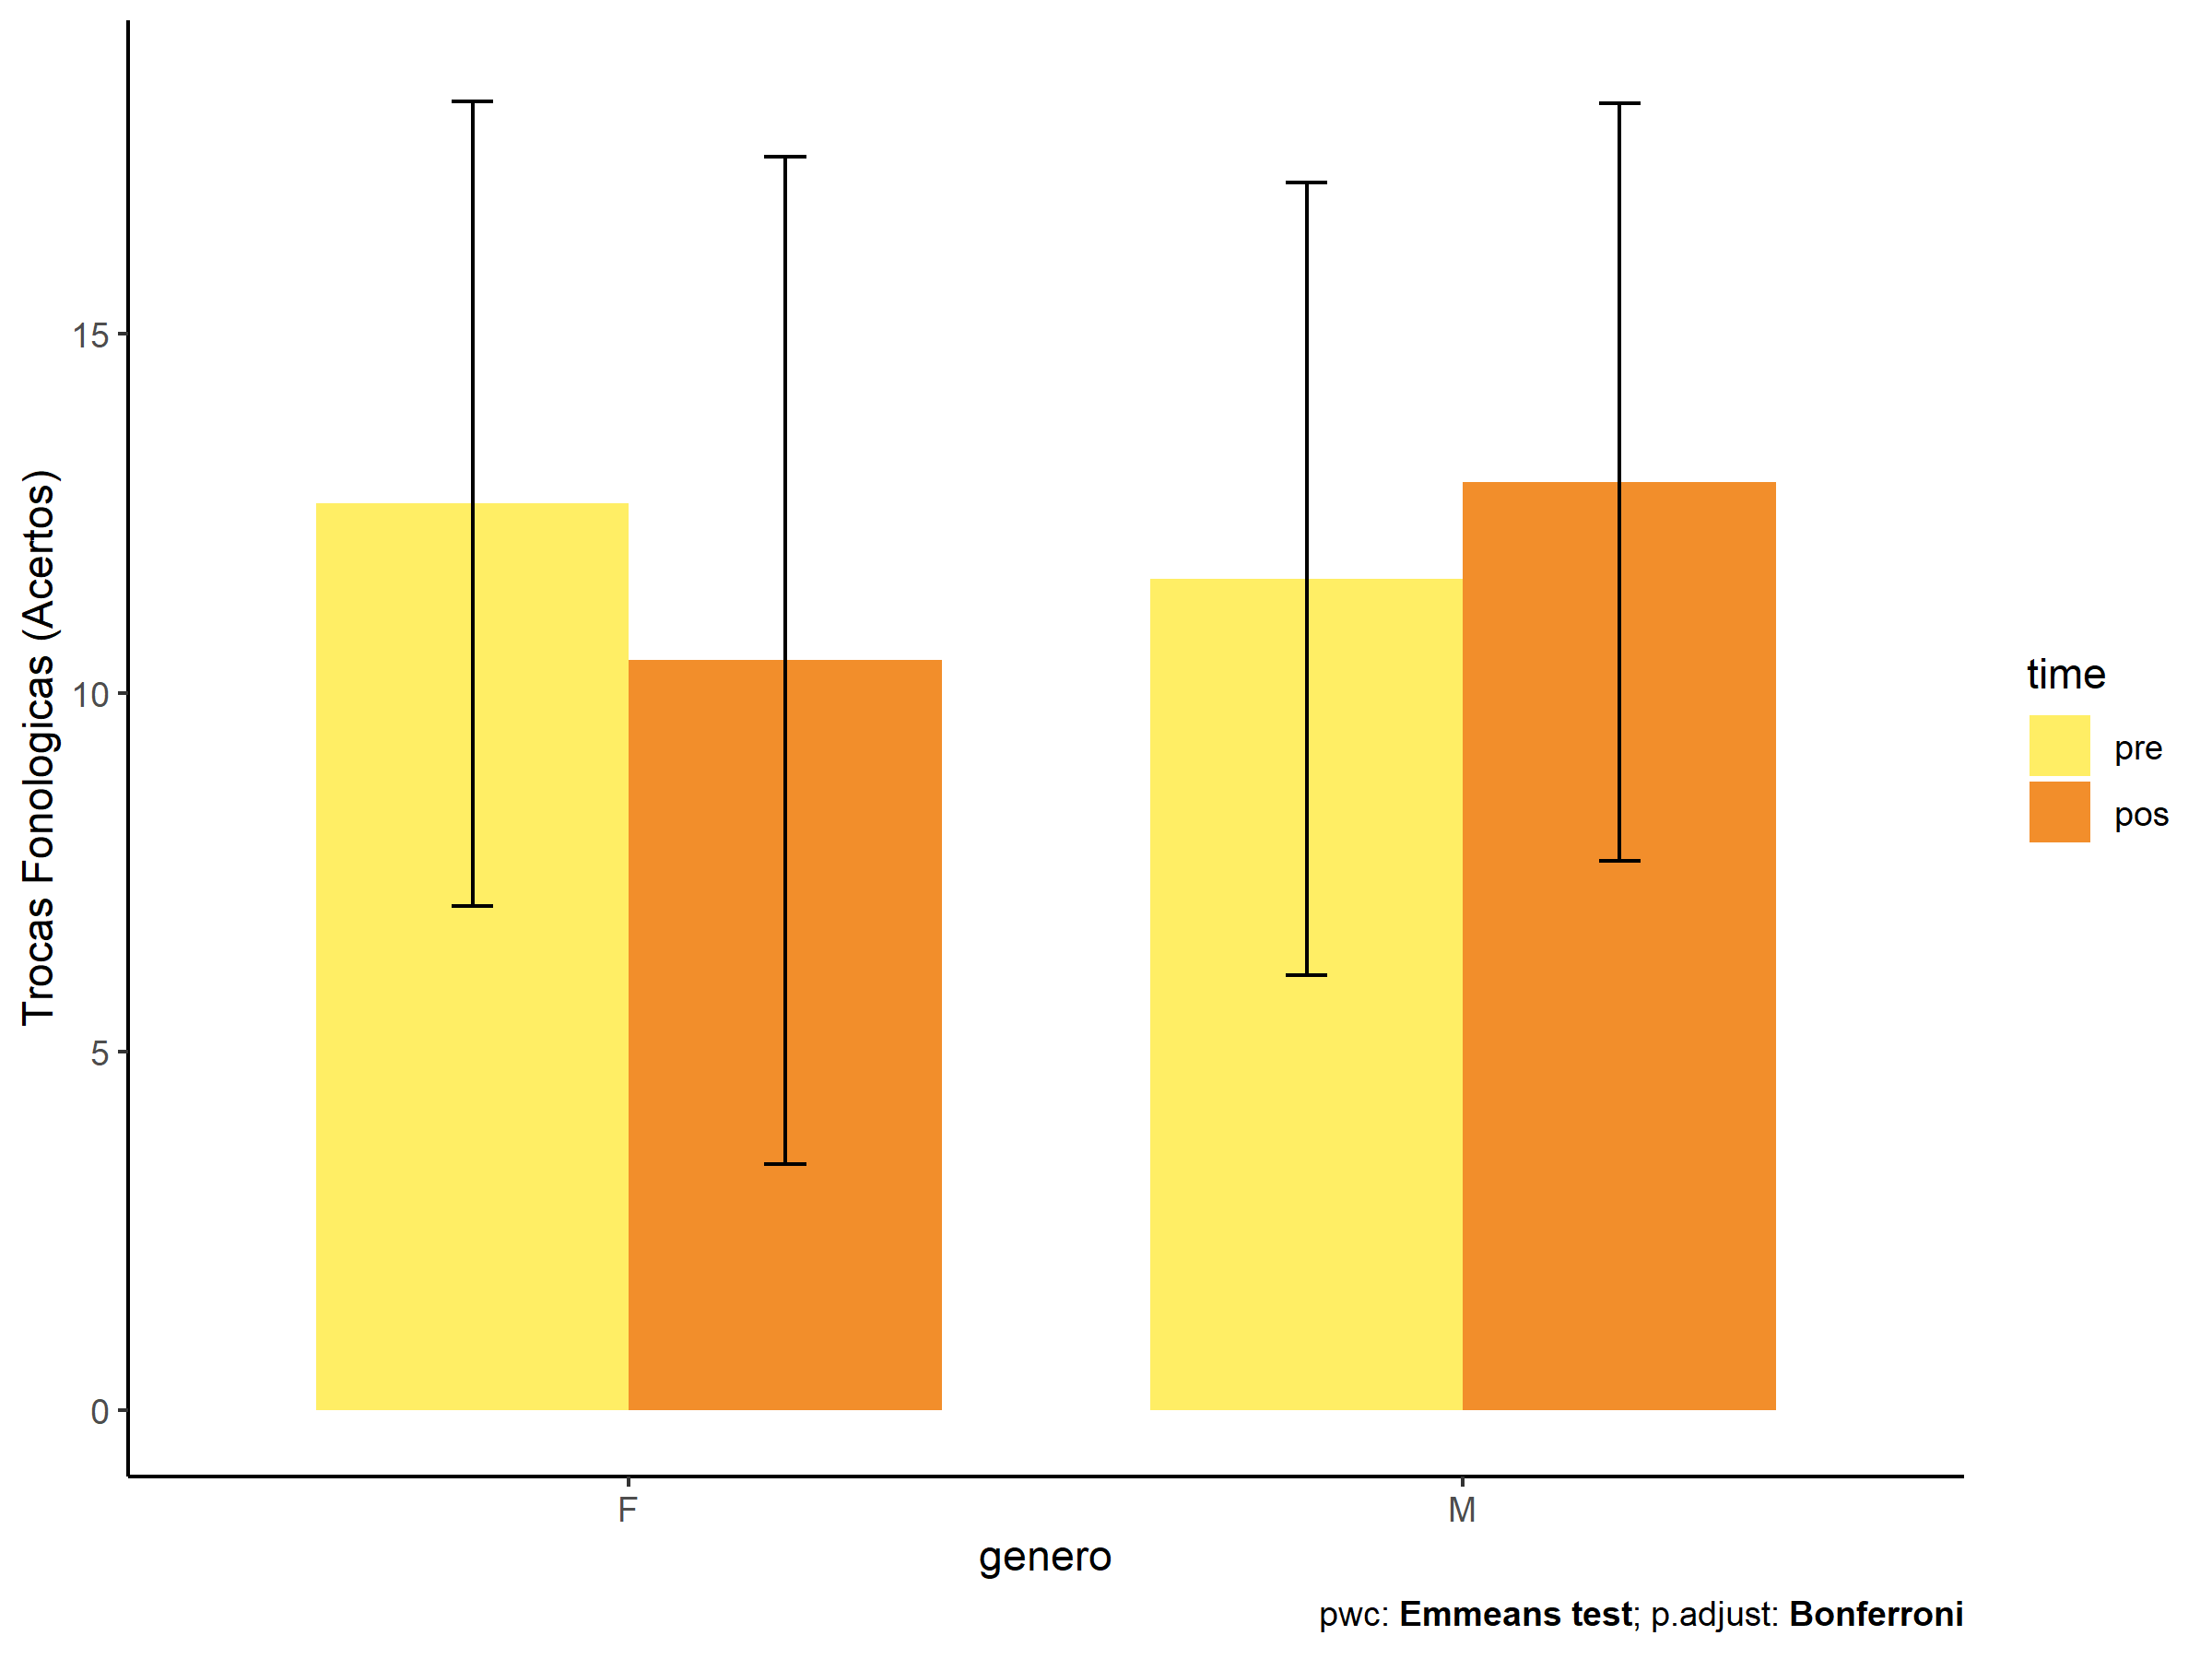 Trocas Fonologicas (Acertos)
15
10
5
0
F
M
genero
time
pre
pos
pwc: Emmeans test; p.adjust: Bonferroni